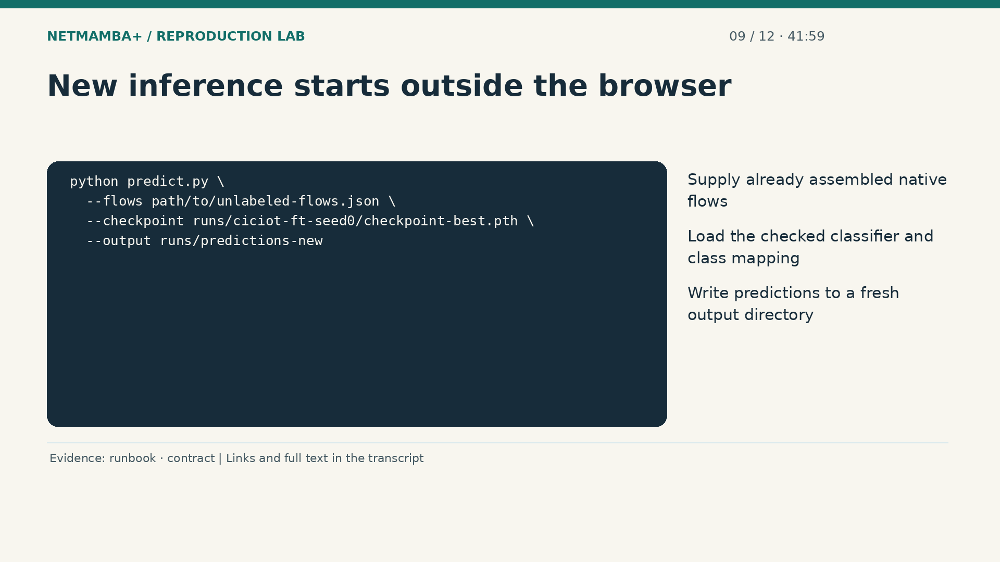 NETMAMBA+ / REPRODUCTION LAB
09 / 12 · 41:59
New inference starts outside the browser
python predict.py \
  --flows path/to/unlabeled-flows.json \
  --checkpoint runs/ciciot-ft-seed0/checkpoint-best.pth \
  --output runs/predictions-new
Supply already assembled native
flows
Load the checked classifier and
class mapping
Write predictions to a fresh
output directory
Evidence: runbook · contract | Links and full text in the transcript